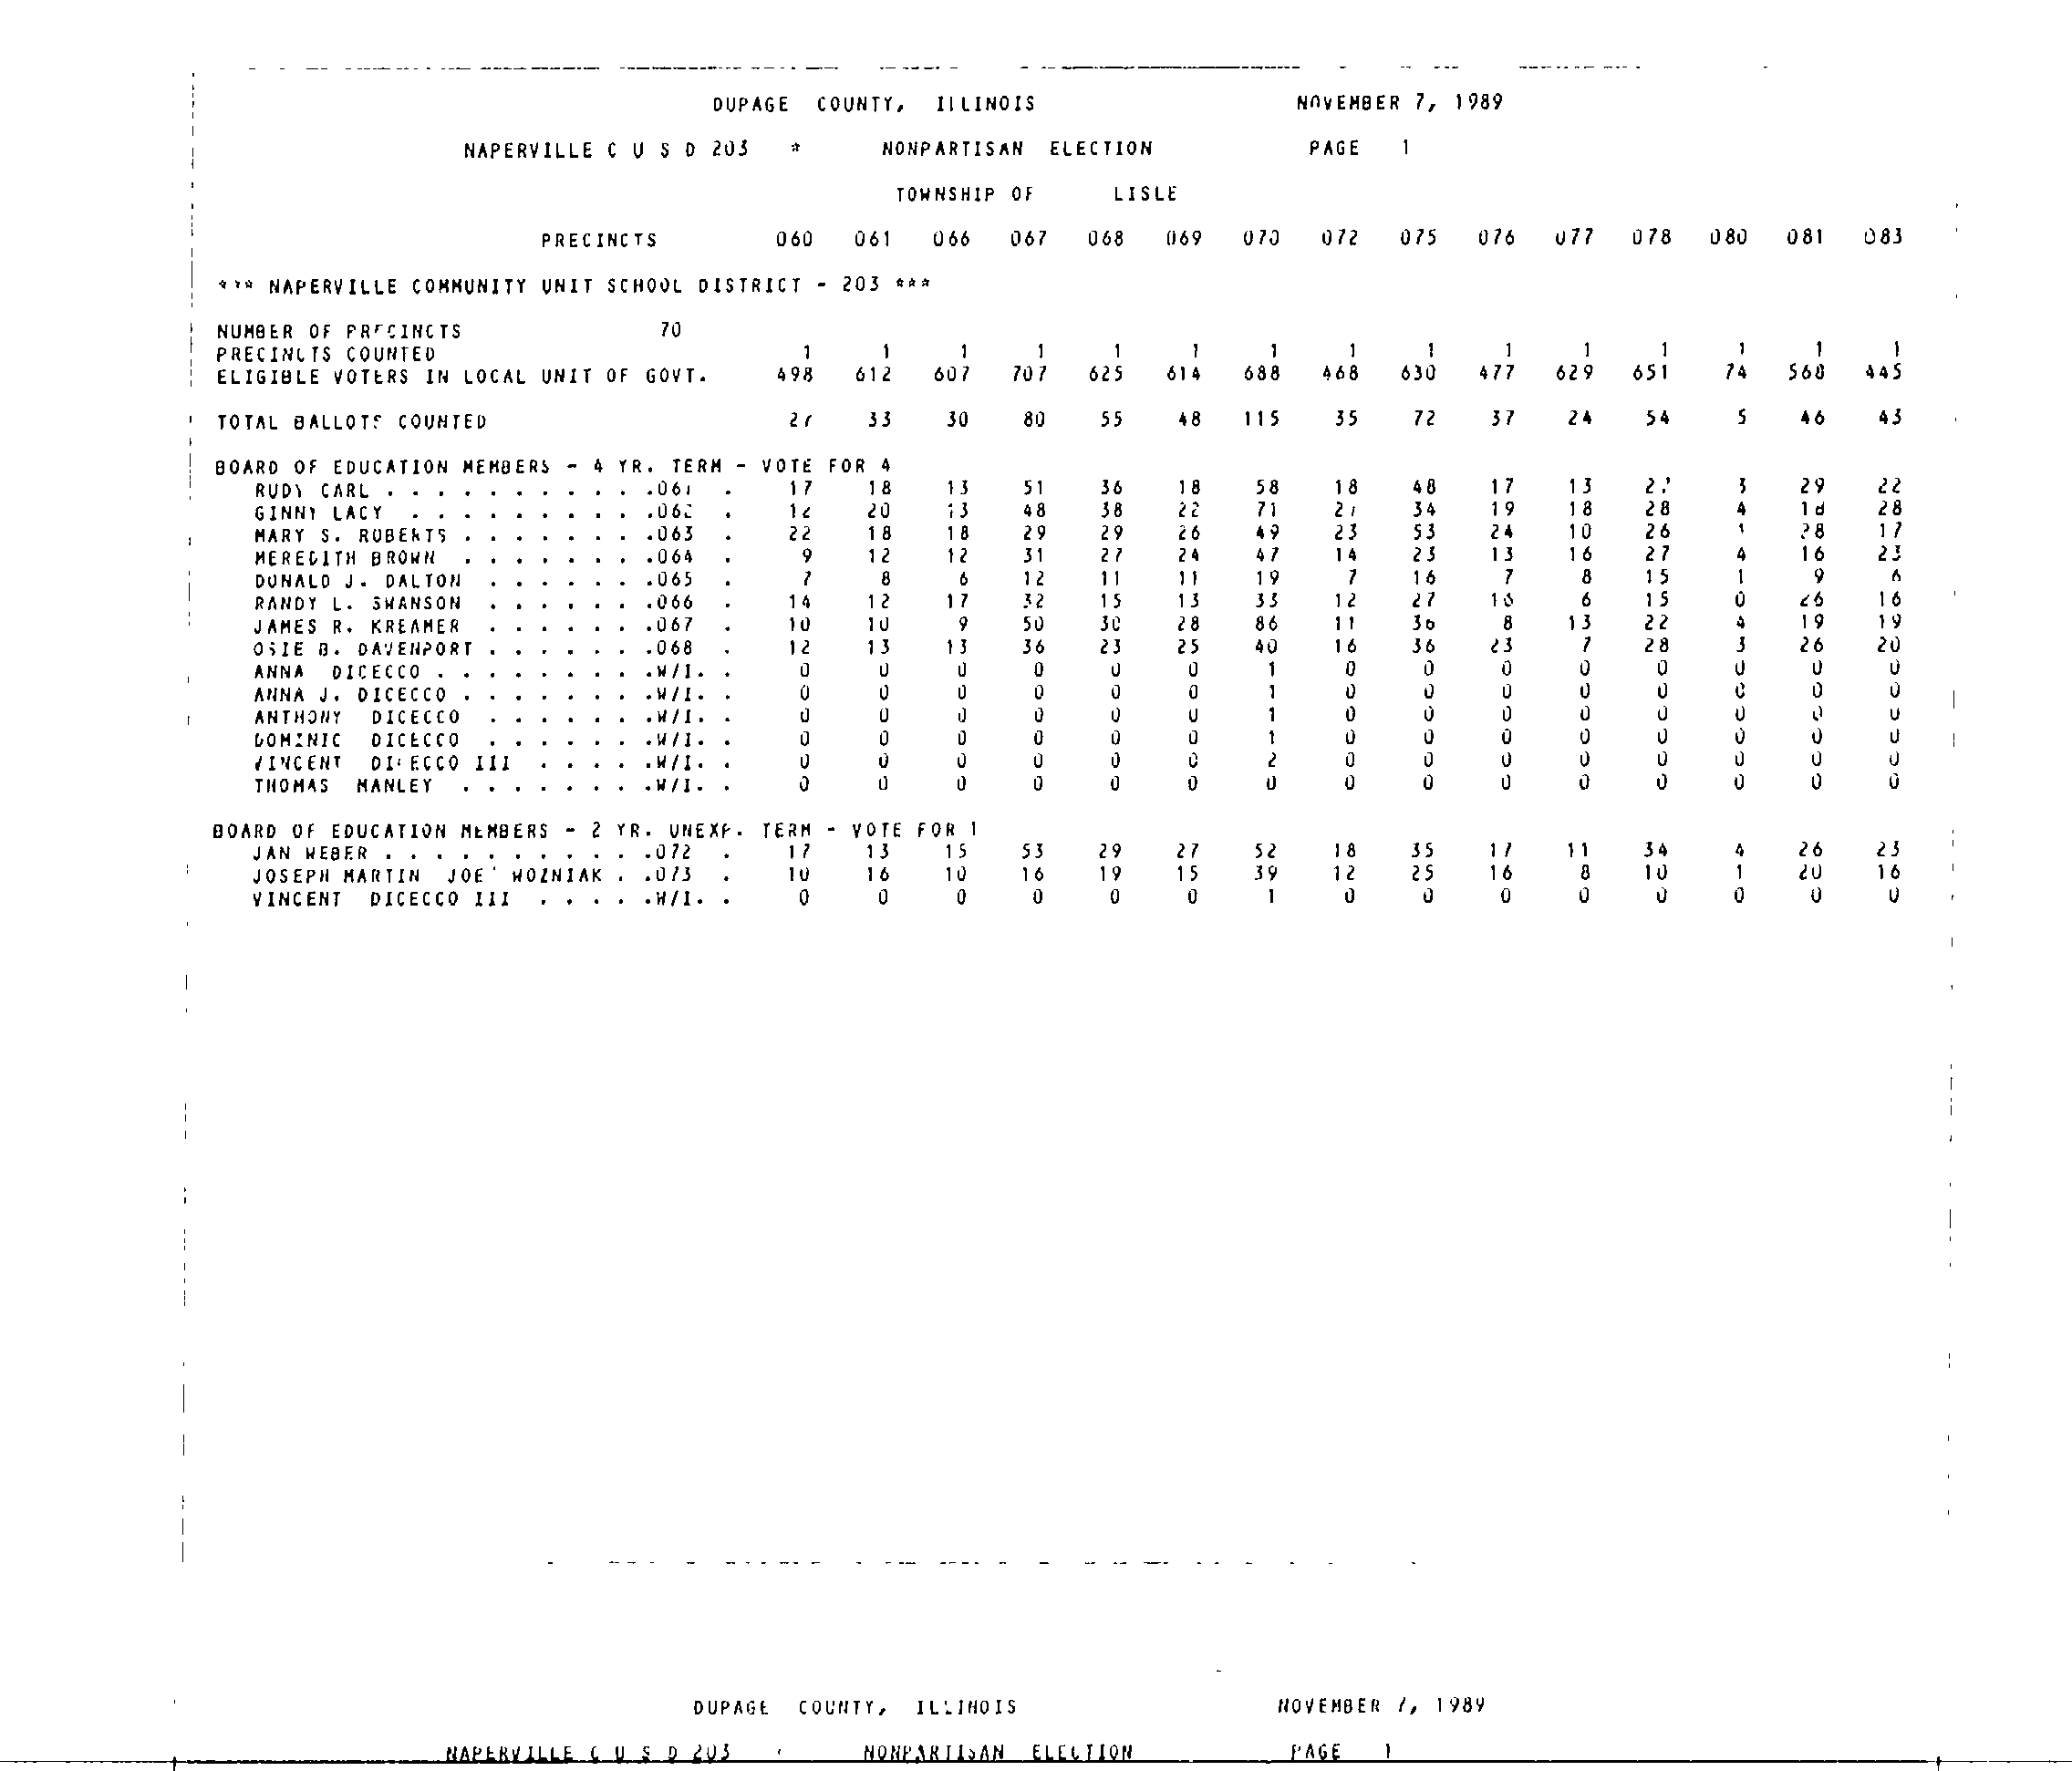 DUPAGE COUNTY, ILLINOIS NOVEMBER 7, 1989
NAPERVILLE C U S D 203 * NONPARTISAN ELECTION PAGE 1
TOWNSHIP OF LISLE
PRECINCTS 060 061 066 067 068 069 070 072 075 076 077 078 080 081 083
*** NAPERVILLE COMMUNITY UNIT SCHOOL DISTRICT - 203 ***
NUMBER OF PRECINCTS 70
PRECINCTS COUNTED 1 1 1 1 1 1 1 1 1 1 1 1 1 1 1
ELIGIBLE VOTERS IN LOCAL UNIT OF GOVT. 498 612 607 707 625 614 688 468 630 477 629 651 74 560 445
TOTAL BALLOTS COUNTED 27 33 30 80 55 48 115 35 72 37 24 54 5 46 43
BOARD OF EDUCATION MEMBERS - 4 YR. TERM - VOTE FOR 4
RUDY CARL . . . . . . . . . . .061 . 17 18 13 51 36 18 58 18 48 17 13 3 29 22
GINNY LACY . . . . . . . . . .062 . 12 20 13 48 38 22 71 34 19 18 28 4 18 28
MARY S. ROBERTS . . . . . . . .063 . 22 18 18 29 29 26 49 23 53 24 10 26 1 28 17
MEREDITH BROWN . . . . . . . .064 . 9 12 12 31 27 24 47 14 23 13 16 27 4 16 23
DONALD J. DALTON . . . . . . .065 . 7 8 6 12 11 11 19 7 16 7 8 15 1 9 6
RANDY L. SWANSON . . . . . . .066 . 14 12 17 32 15 13 33 12 27 16 6 15 0 26 16
JAMES R. KREAMER . . . . . . .067 . 10 10 9 50 30 28 86 11 36 8 13 22 4 19 19
OSIE B. DAVENPORT . . . . . . .068 . 12 13 13 36 23 25 40 16 36 23 7 28 3 26 20
ANNA DICECCO . . . . . . . . .W/I. . 0 0 0 0 0 0 1 0 0 0 0 0 0 0 0
ANNA J. DICECCO . . . . . . . .W/I. . 0 0 0 0 0 0 1 0 0 0 0 0 0 0 0
ANTHONY DICECCO . . . . . . .W/I. . 0 0 0 0 0 0 1 0 0 0 0 0 0 0 0
DOMINIC DICECCO . . . . . . .W/I. . 0 0 0 0 0 0 1 0 0 0 0 0 0 0 0
VINCENT DICECCO III . . . . .W/I. . 0 0 0 0 0 0 2 0 0 0 0 0 0 0 0
THOMAS MANLEY . . . . . . . .W/I. . 0 0 0 0 0 0 0 0 0 0 0 0 0 0 0
BOARD OF EDUCATION MEMBERS - 2 YR. UNEXP. TERM - VOTE FOR 1
JAN WEBER . . . . . . . . . . .072 . 17 13 15 53 29 27 52 18 35 17 11 34 4 26 23
JOSEPH MARTIN JOE' WOZNIAK . .073 . 10 16 10 16 19 15 39 12 25 16 8 10 1 20 16
VINCENT DICECCO III . . . . .W/I. . 0 0 0 0 0 0 1 0 0 0 0 0 0 0 0
DUPAGE COUNTY, ILLINOIS NOVEMBER 7, 1989
NAPERVILLE C U S D 203 NONPARTISAN ELECTION PAGE 1